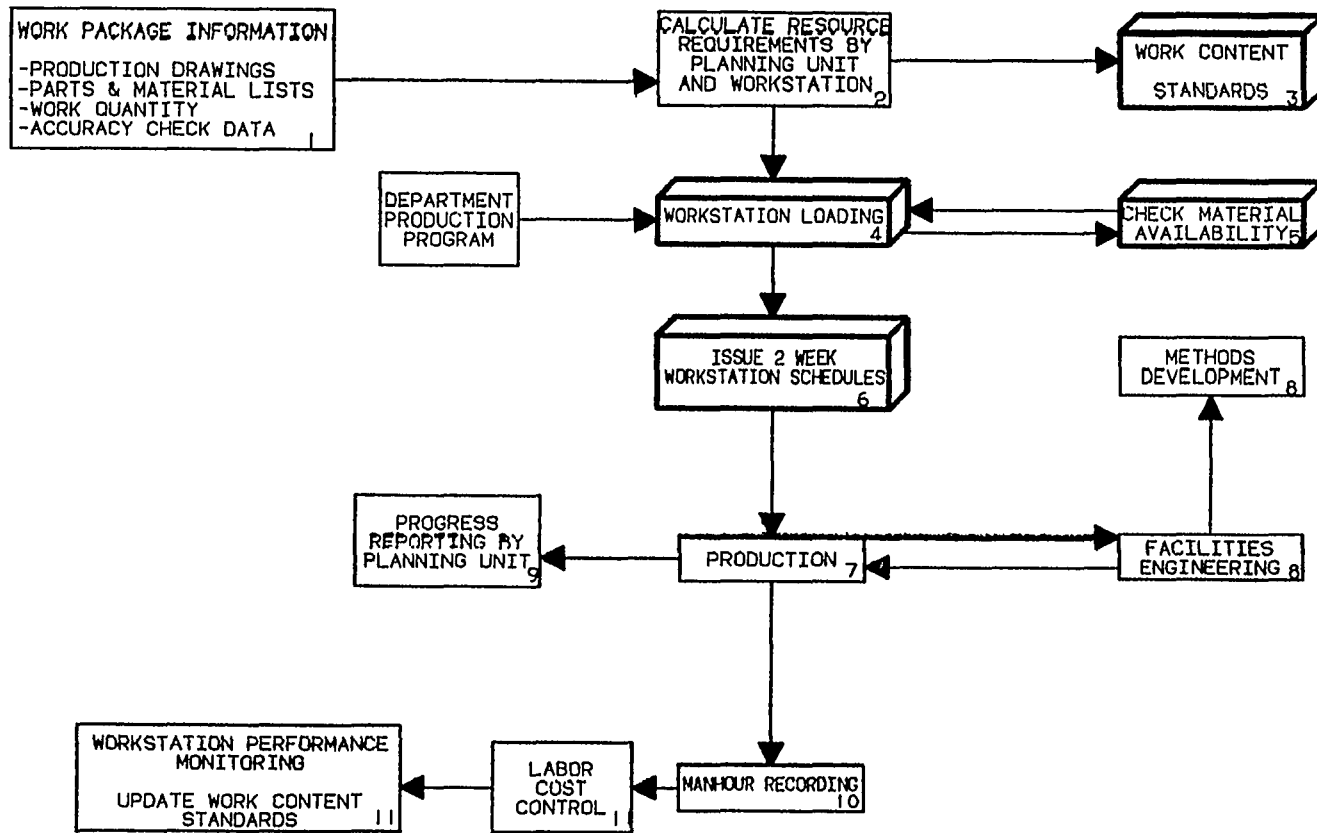 WORK PACKAGE INFORMATION
-PRODUCTION DRAWINGS
-PARTS & MATERIAL LISTS
-WORK QUANTITY
-ACCURACY CHECK DATA
1
CALCULATE RESOURCE
REQUIREMENTS BY
PLANNING UNIT
AND WORKSTATION
2
WORK CONTENT
STANDARDS
3
DEPARTMENT
PRODUCTION
PROGRAM
WORKSTATION LOADING
4
CHECK MATERIAL
AVAILABILITY
5
ISSUE 2 WEEK
WORKSTATION SCHEDULES
6
METHODS
DEVELOPMENT
8
PROGRESS
REPORTING BY
PLANNING UNIT
9
PRODUCTION
7
FACILITIES
ENGINEERING
8
WORKSTATION PERFORMANCE
MONITORING
UPDATE WORK CONTENT
STANDARDS
11
LABOR
COST
CONTROL
11
MANHOUR RECORDING
10